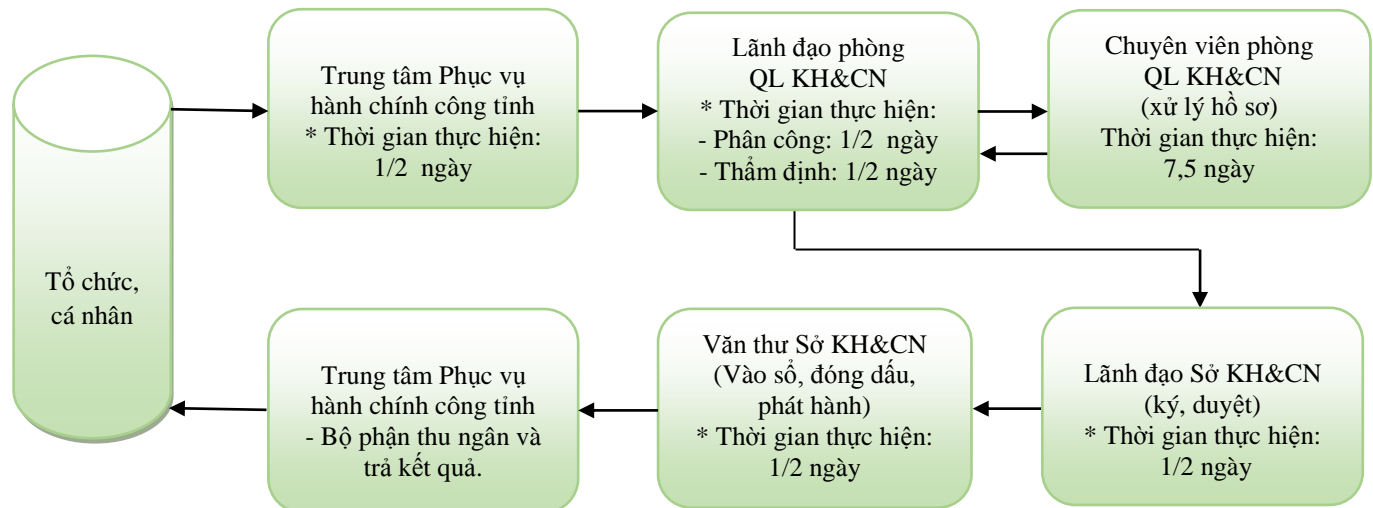 Tổ chức,
cá nhân
Trung tâm Phục vụ
hành chính công tỉnh
* Thời gian thực hiện:
1/2 ngày
Lãnh đạo phòng
QL KH&CN
* Thời gian thực hiện:
- Phân công: 1/2 ngày
- Thẩm định: 1/2 ngày
Chuyên viên phòng
QL KH&CN
(xử lý hồ sơ)
Thời gian thực hiện:
7,5 ngày
Lãnh đạo Sở KH&CN
(ký, duyệt)
* Thời gian thực hiện:
1/2 ngày
Văn thư Sở KH&CN
(Vào sổ, đóng dấu,
phát hành)
* Thời gian thực hiện:
1/2 ngày
Trung tâm Phục vụ
hành chính công tỉnh
- Bộ phận thu ngân và
trả kết quả.